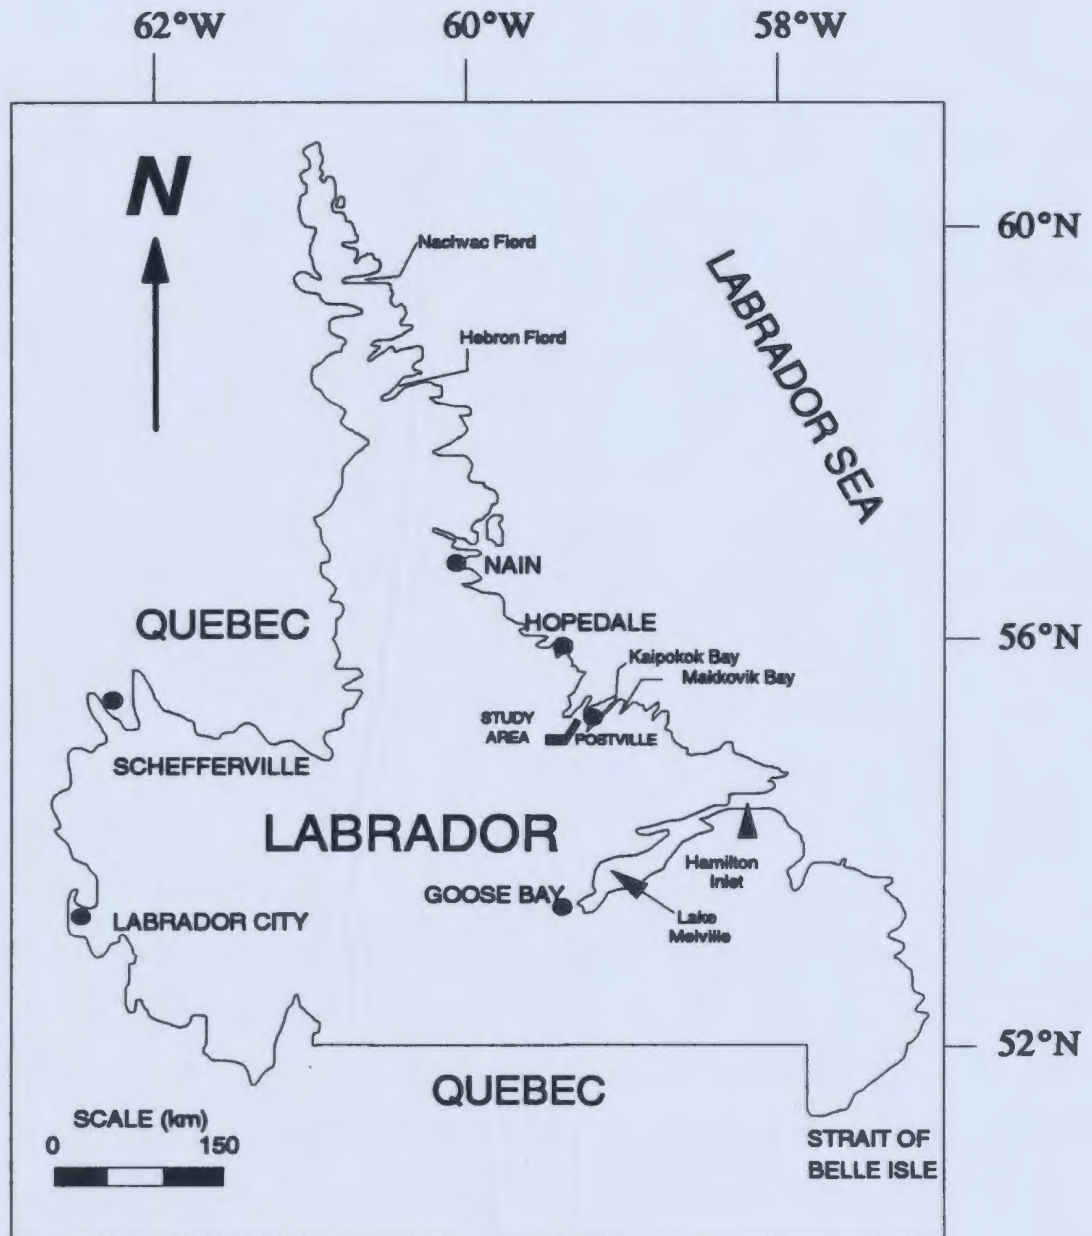 62°W 60°W 58°W
N
60°N
Nachvac Fiord
LABRADOR SEA
Hebron Fiord
NAIN
QUEBEC
HOPEDALE
56°N
Kaipokok Bay
Makkovik Bay
STUDY
AREA
POSTVILLE
SCHEFFERVILLE
LABRADOR
Hamilton
Inlet
GOOSE BAY
LABRADOR CITY
Lake
Melville
52°N
QUEBEC
SCALE (km)
0 150
STRAIT OF
BELLE ISLE